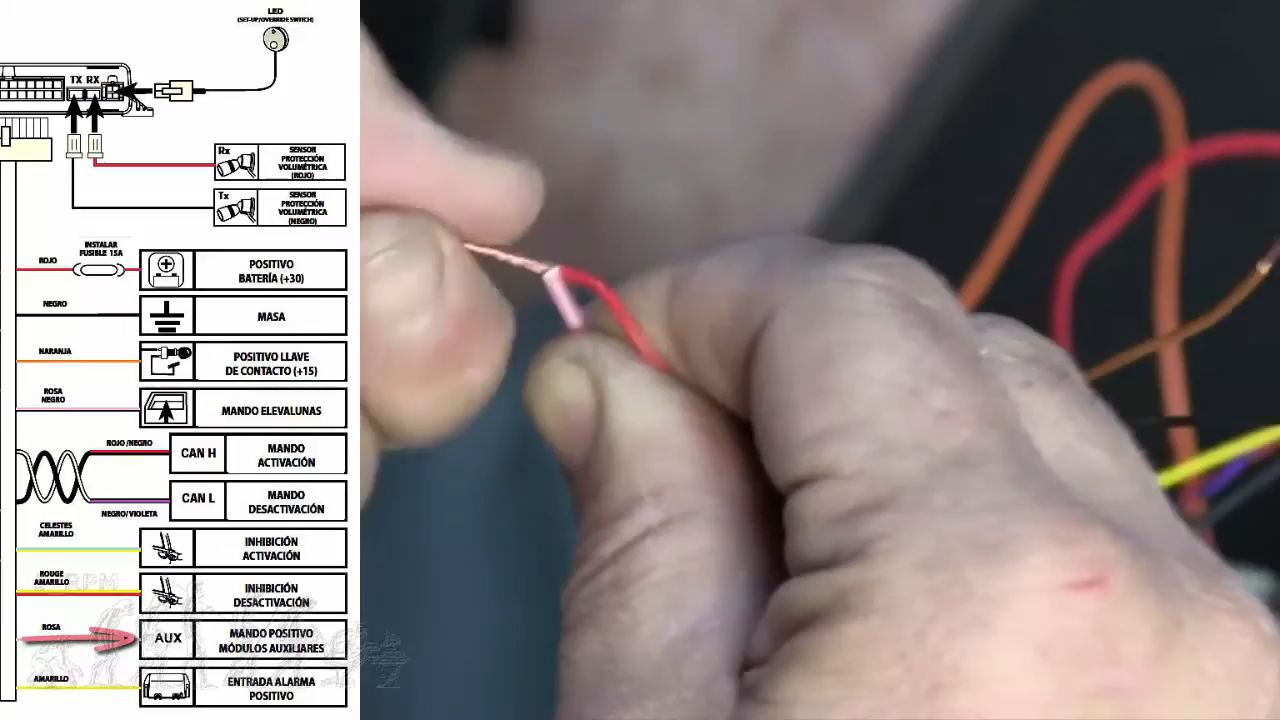 LED
(SET-UP/OVERRIDE SWITCH)
TX RX
Rx
SENSOR
PROTECCIÓN
VOLUMÉTRICA
(ROJO)
Tx
SENSOR
PROTECCIÓN
VOLUMÉTRICA
(NEGRO)
INSTALAR
FUSIBLE 15A
ROJO
POSITIVO
BATERÍA (+30)
NEGRO
MASA
NARANJA
POSITIVO LLAVE
DE CONTACTO (+15)
ROSA
NEGRO
MANDO ELEVALUNAS
ROJO/NEGRO
CAN H
MANDO
ACTIVACIÓN
CAN L
MANDO
DESACTIVACIÓN
NEGRO/VIOLETA
CELESTES
AMARILLO
INHIBICIÓN
ACTIVACIÓN
ROUGE
AMARILLO
INHIBICIÓN
DESACTIVACIÓN
RPM
ROSA
AUX
MANDO POSITIVO
MÓDULOS AUXILIARES
AMARILLO
ENTRADA ALARMA
POSITIVO